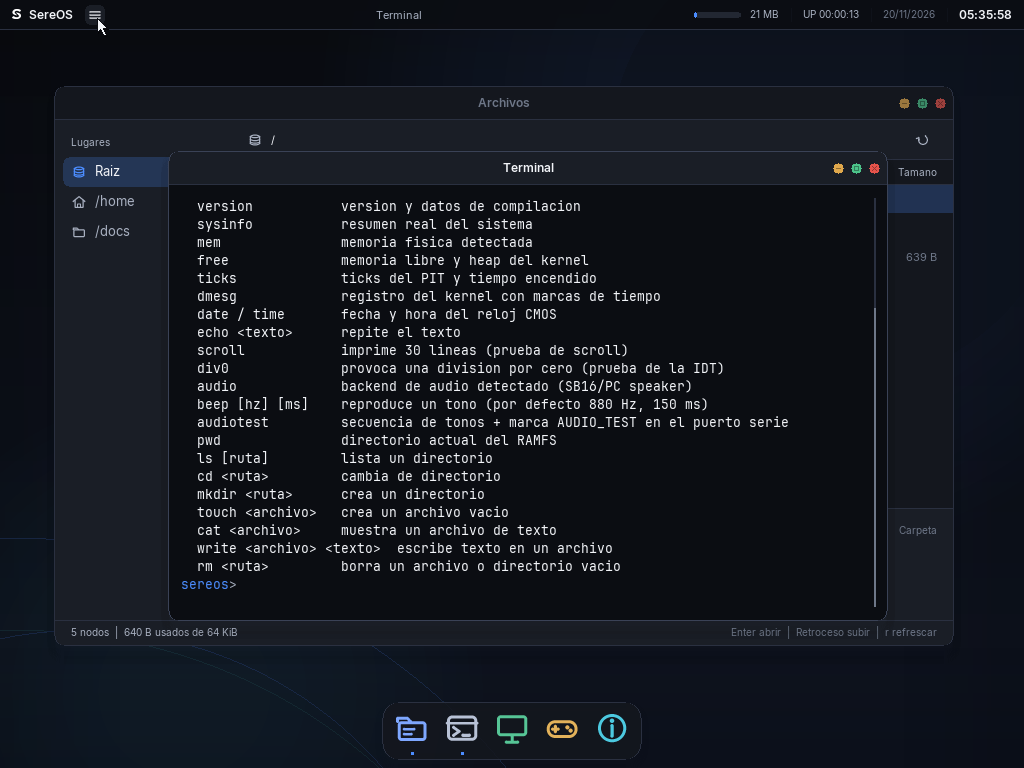 SereOS
Terminal
21 MB
UP 00:00:13
20/11/2026
05:35:58
Archivos
Lugares
/
Raiz
/home
/docs
Tamano
639 B
Carpeta
Terminal
version version y datos de compilacion
sysinfo resumen real del sistema
mem memoria fisica detectada
free memoria libre y heap del kernel
ticks ticks del PIT y tiempo encendido
dmesg registro del kernel con marcas de tiempo
date / time fecha y hora del reloj CMOS
echo <texto> repite el texto
scroll imprime 30 lineas (prueba de scroll)
div0 provoca una division por cero (prueba de la IDT)
audio backend de audio detectado (SB16/PC speaker)
beep [hz] [ms] reproduce un tono (por defecto 880 Hz, 150 ms)
audiotest secuencia de tonos + marca AUDIO_TEST en el puerto serie
pwd directorio actual del RAMFS
ls [ruta] lista un directorio
cd <ruta> cambia de directorio
mkdir <ruta> crea un directorio
touch <archivo> crea un archivo vacio
cat <archivo> muestra un archivo de texto
write <archivo> <texto> escribe texto en un archivo
rm <ruta> borra un archivo o directorio vacio
sereos>
5 nodos | 640 B usados de 64 KiB
Enter abrir | Retroceso subir | r refrescar